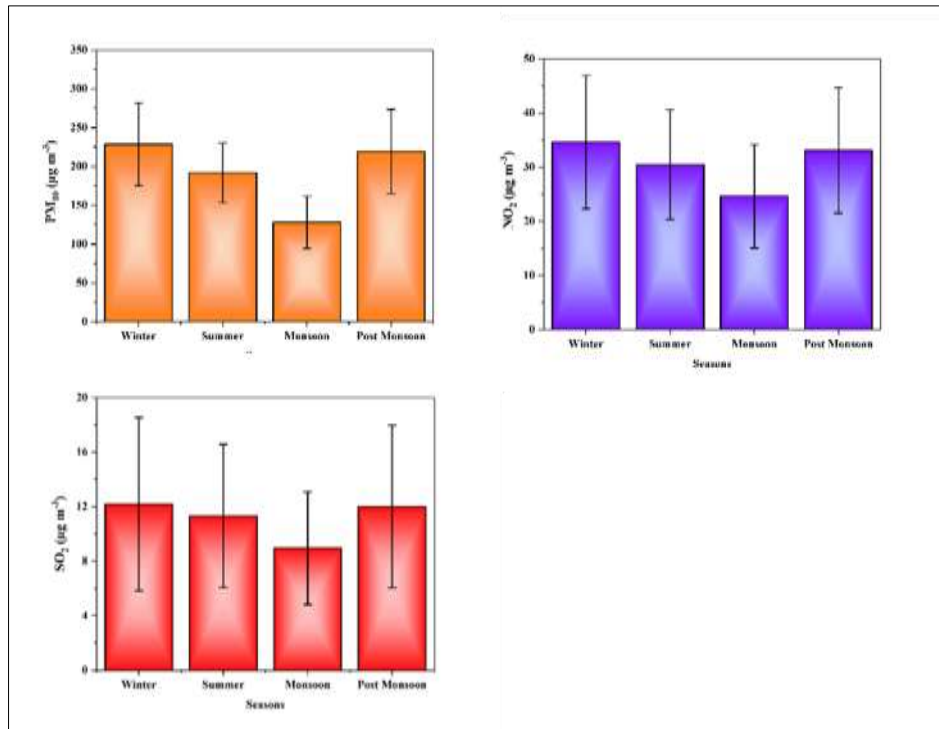 350
300
250
200
150
100
50
0
PM₁₀ (µg m⁻³)
Winter Summer Monsoon Post Monsoon
50
40
30
20
10
0
NO₂ (µg m⁻³)
Winter Summer Monsoon Post Monsoon
Seasons
20
16
12
8
4
0
SO₂ (µg m⁻³)
Winter Summer Monsoon Post Monsoon
Seasons